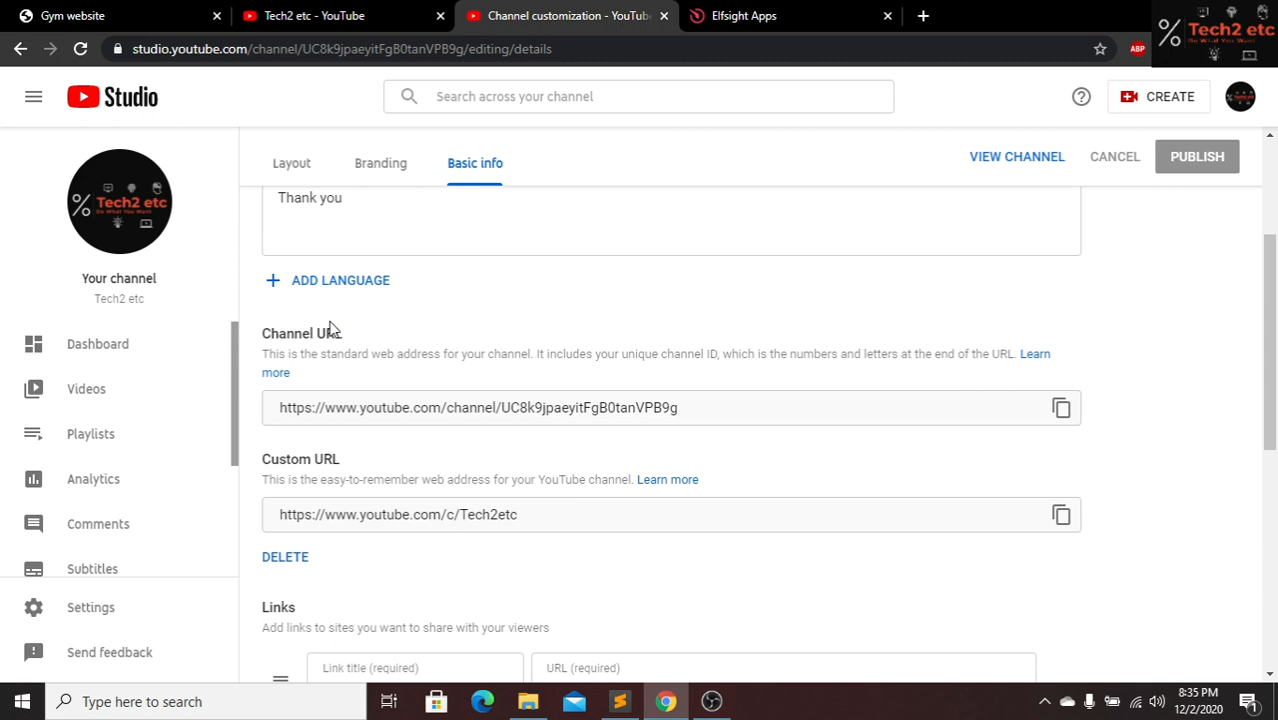 Gym website
Tech2 etc - YouTube
Channel customization - YouTube
Elfsight Apps
studio.youtube.com/channel/UC8k9jpaeyitFgB0tanVPB9g/editing/details
ABP
% Tech2 etc
Studio
Search across your channel
CREATE
Layout
Branding
Basic info
VIEW CHANNEL
CANCEL
PUBLISH
% Tech2 etc
Do What You Want
Your channel
Tech2 etc
Dashboard
Videos
Playlists
Analytics
Comments
Subtitles
Settings
Send feedback
Thank you
ADD LANGUAGE
Channel URL
This is the standard web address for your channel. It includes your unique channel ID, which is the numbers and letters at the end of the URL. Learn
more
https://www.youtube.com/channel/UC8k9jpaeyitFgB0tanVPB9g
Custom URL
This is the easy-to-remember web address for your YouTube channel. Learn more
https://www.youtube.com/c/Tech2etc
DELETE
Links
Add links to sites you want to share with your viewers
Link title (required)
URL (required)
Type here to search
8:35 PM
12/2/2020
1